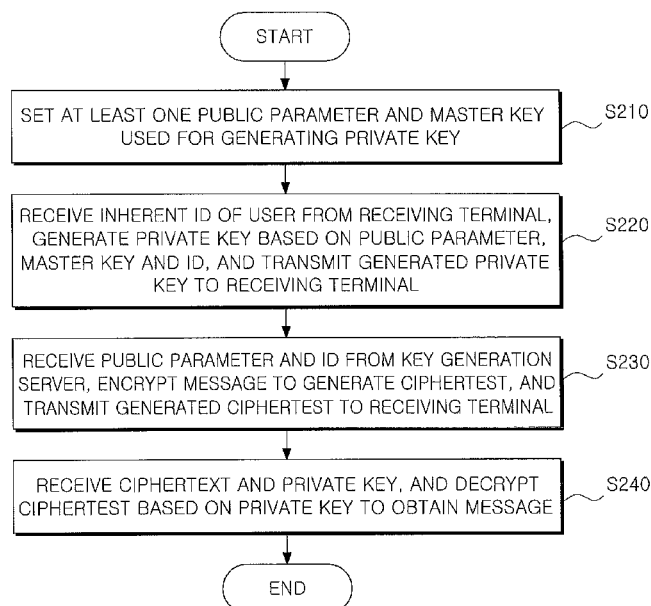 START
SET AT LEAST ONE PUBLIC PARAMETER AND MASTER KEY
USED FOR GENERATING PRIVATE KEY
S210
RECEIVE INHERENT ID OF USER FROM RECEIVING TERMINAL,
GENERATE PRIVATE KEY BASED ON PUBLIC PARAMETER,
MASTER KEY AND ID, AND TRANSMIT GENERATED PRIVATE
KEY TO RECEIVING TERMINAL
S220
RECEIVE PUBLIC PARAMETER AND ID FROM KEY GENERATION
SERVER, ENCRYPT MESSAGE TO GENERATE CIPHERTEST, AND
TRANSMIT GENERATED CIPHERTEST TO RECEIVING TERMINAL
S230
RECEIVE CIPHERTEXT AND PRIVATE KEY, AND DECRYPT
CIPHERTEST BASED ON PRIVATE KEY TO OBTAIN MESSAGE
S240
END